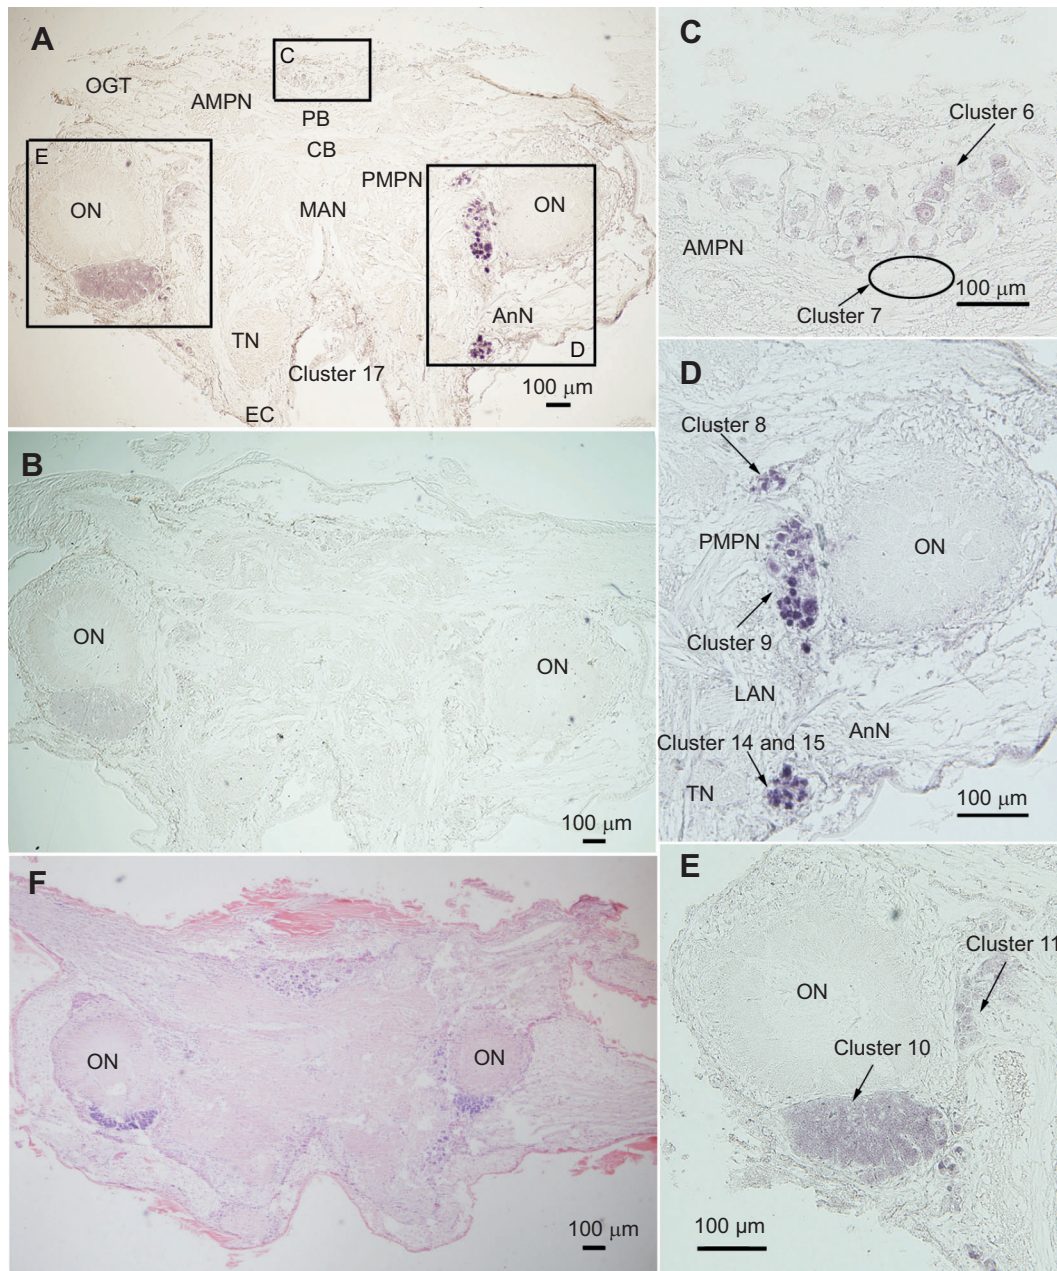 A
C
OGT
AMPN
PB
CB
E
PMPN
ON
MAN
ON
AnN
TN
D
Cluster 17
100 μm
EC
B
ON
ON
100 μm
F
ON
ON
100 μm
C
Cluster 6
AMPN
100 μm
Cluster 7
D
Cluster 8
PMPN
ON
Cluster 9
LAN
AnN
Cluster 14 and 15
TN
100 μm
E
Cluster 11
ON
Cluster 10
100 μm